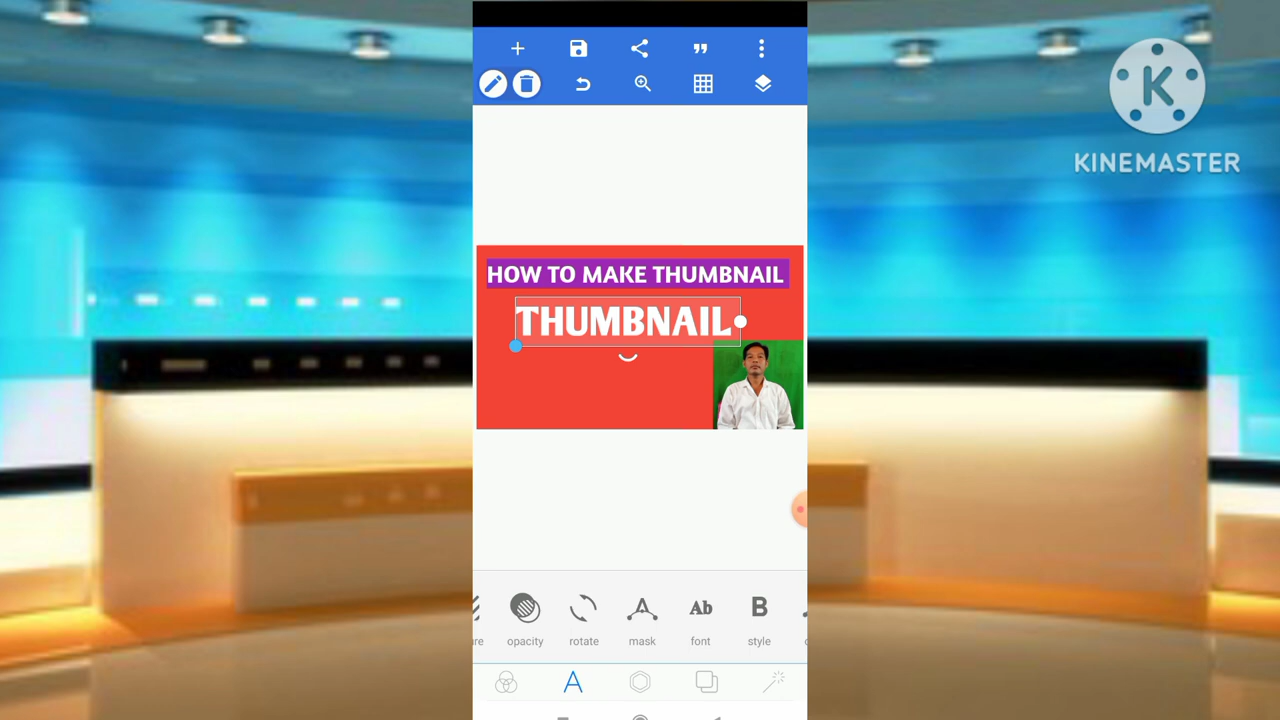 K
KINEMASTER
HOW TO MAKE THUMBNAIL
THUMBNAIL
opacity
rotate
mask
Ab
font
B
style